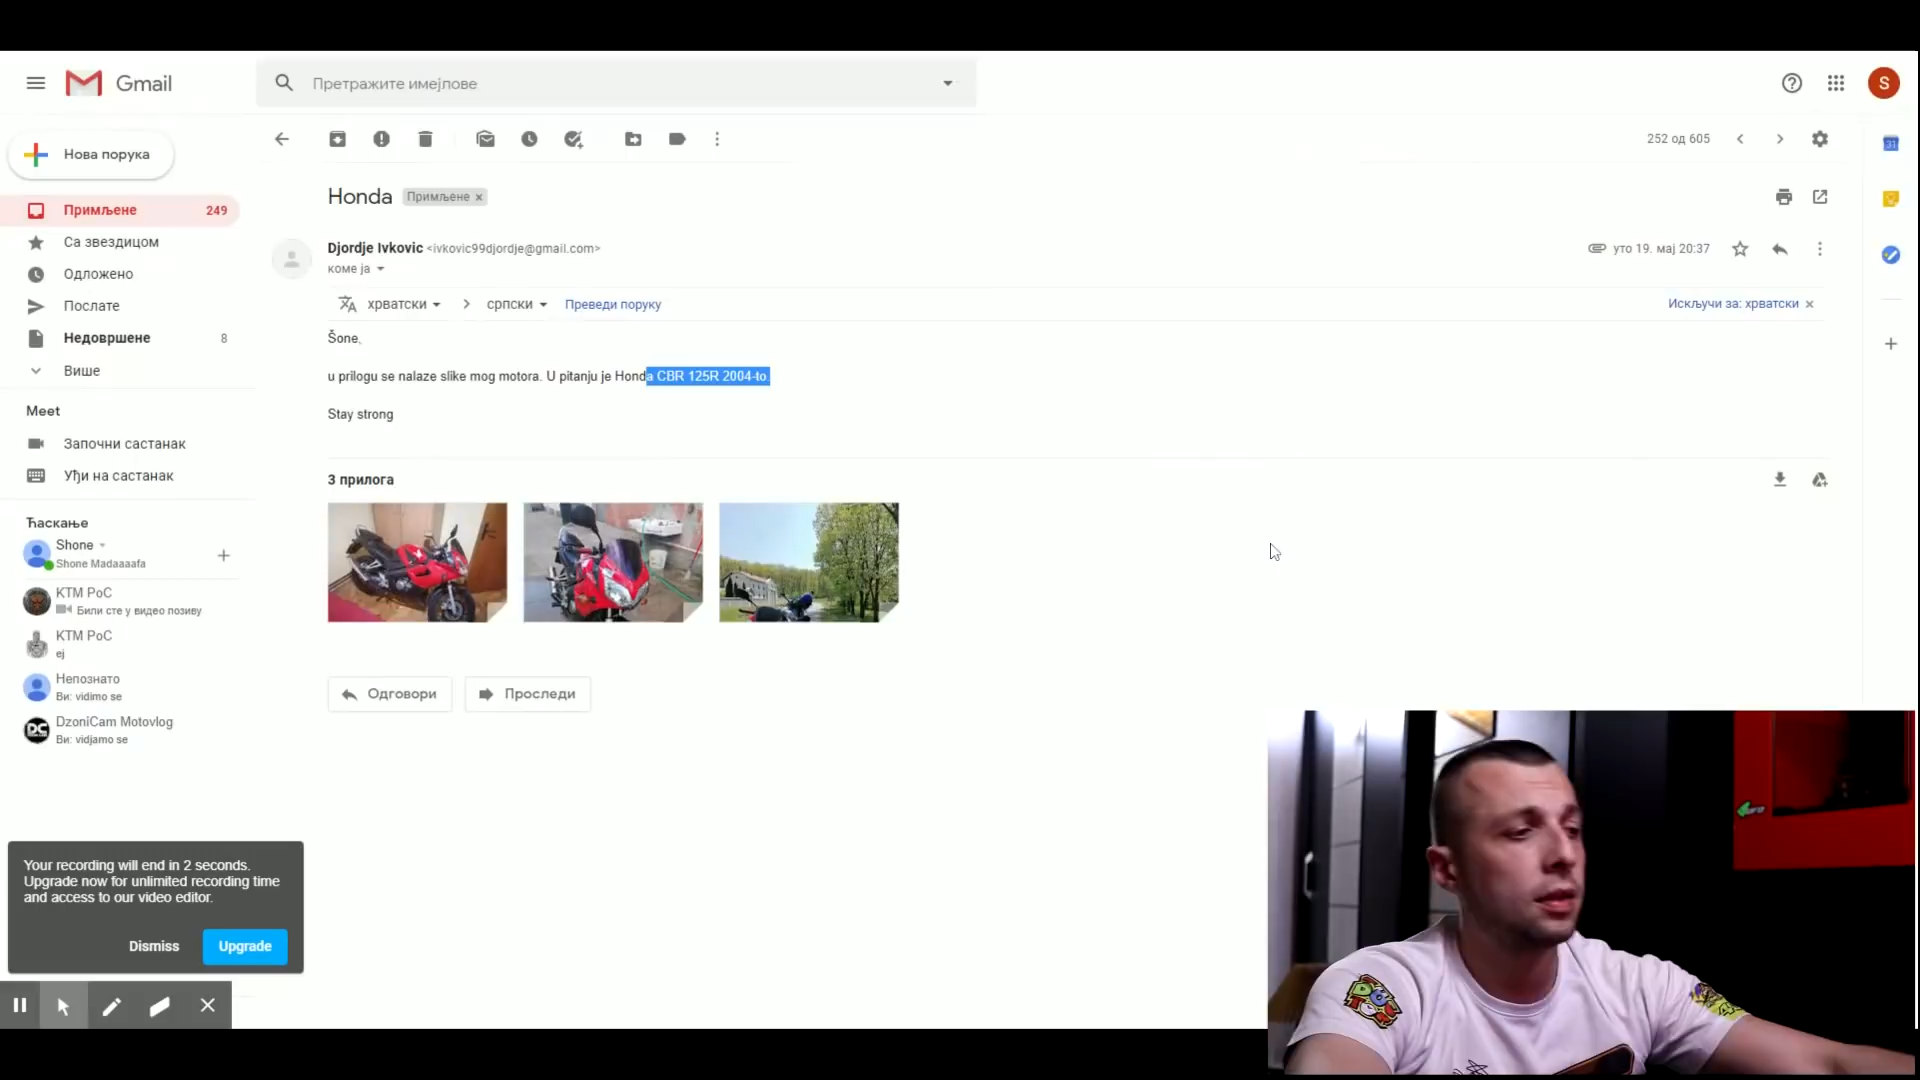 Gmail
Претражите имејлове
S
Нова порука
252 од 605
31
Примљене 249
Са звездицом
Одложено
Послате
Недовршене 8
Више
Honda Примљене x
Djordje Ivkovic <ivkovic99djordje@gmail.com>
уто 19. мај 20:37
коме ја
хрватски > српски Преведи поруку
Искључи за: хрватски x
Šone,
u prilogu se nalaze slike mog motora. U pitanju je Honda CBR 125R 2004-to.
Stay strong
3 прилога
Одговори
Проследи
Meet
Започни састанак
Уђи на састанак
Ћаскање
Shone
Shone Madaaaafa
KTM PoC
Били сте у видео позиву
KTM PoC
ej
Непознато
Ви: vidimo se
DC
DzoniCam Motovlog
Ви: vidjamo se
Your recording will end in 2 seconds.
Upgrade now for unlimited recording time
and access to our video editor.
Dismiss
Upgrade